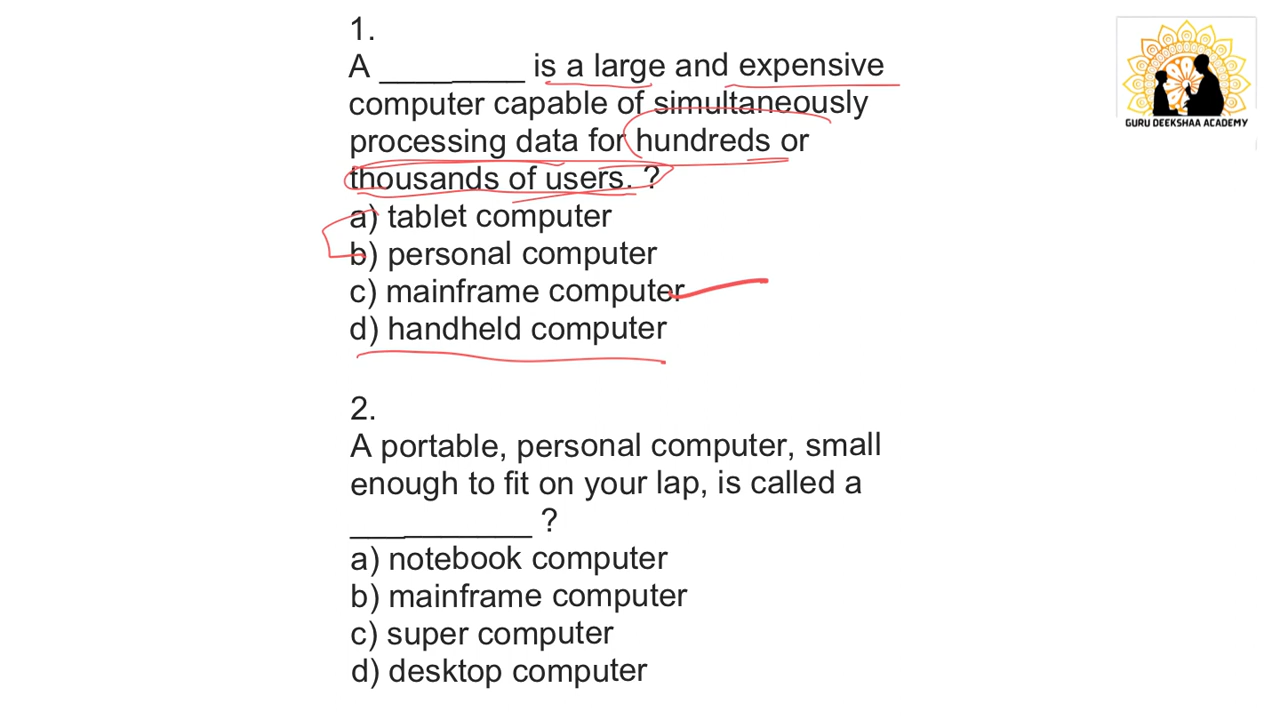 1.
A ________ is a large and expensive
computer capable of simultaneously
processing data for hundreds or
thousands of users. ?
a) tablet computer
b) personal computer
c) mainframe computer
d) handheld computer
2.
A portable, personal computer, small
enough to fit on your lap, is called a
__________ ?
a) notebook computer
b) mainframe computer
c) super computer
d) desktop computer
GURU DEEKSHAA ACADEMY